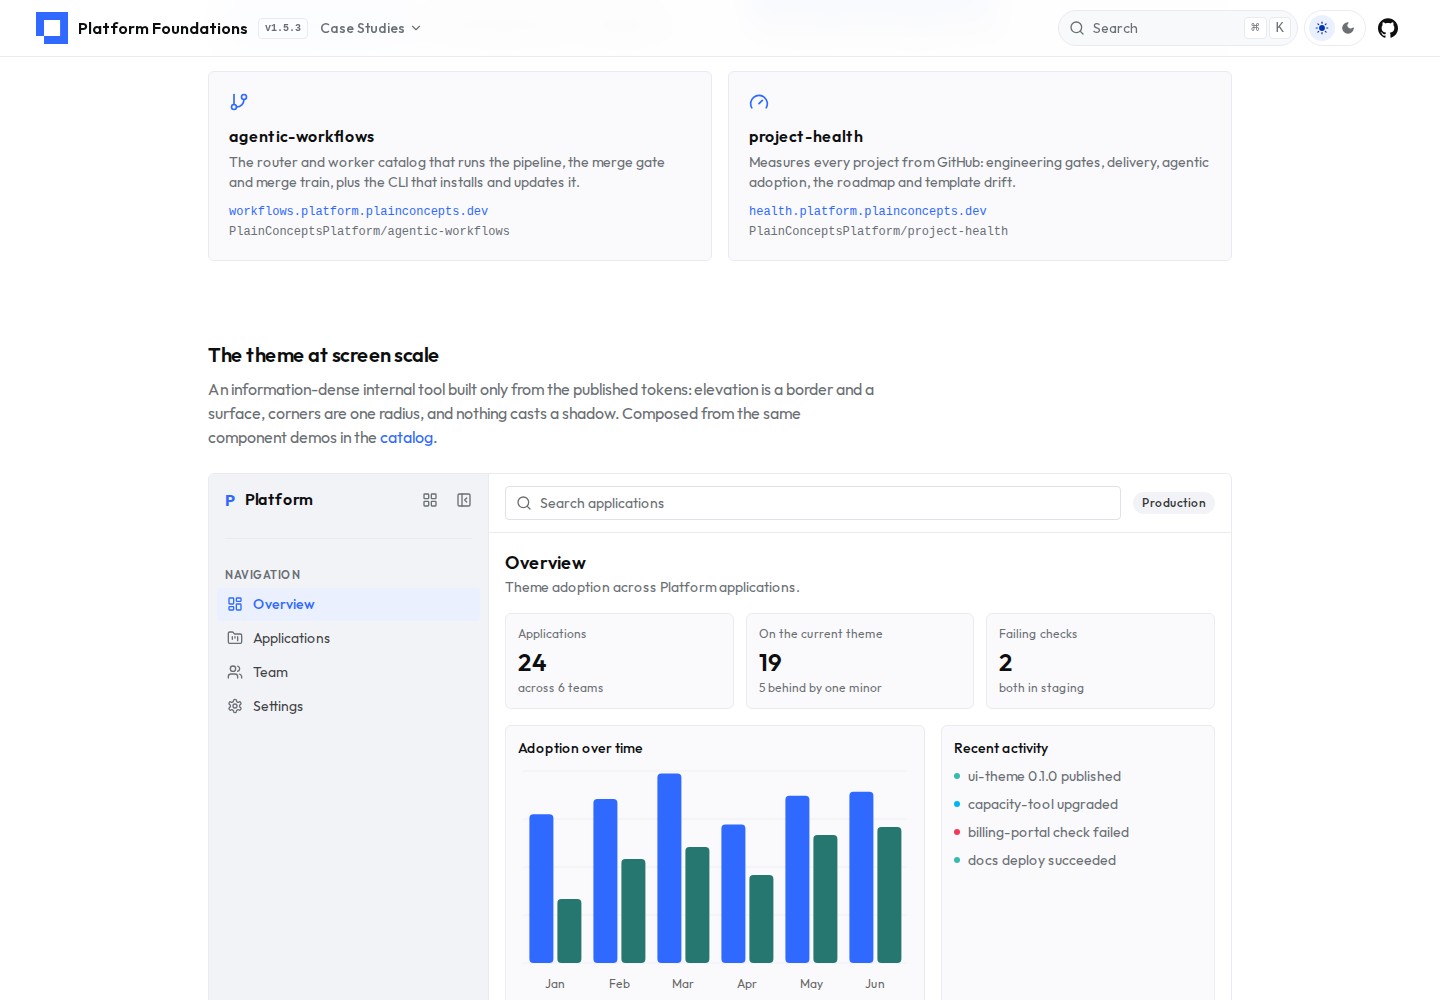 Platform Foundations
v1.5.3
Case Studies
Search
⌘ K
agentic-workflows
The router and worker catalog that runs the pipeline, the merge gate
and merge train, plus the CLI that installs and updates it.
workflows.platform.plainconcepts.dev
PlainConceptsPlatform/agentic-workflows
project-health
Measures every project from GitHub: engineering gates, delivery, agentic
adoption, the roadmap and template drift.
health.platform.plainconcepts.dev
PlainConceptsPlatform/project-health
The theme at screen scale
An information-dense internal tool built only from the published tokens: elevation is a border and a
surface, corners are one radius, and nothing casts a shadow. Composed from the same
component demos in the catalog.
P Platform
NAVIGATION
Overview
Applications
Team
Settings
Search applications
Production
Overview
Theme adoption across Platform applications.
Applications
24
across 6 teams
On the current theme
19
5 behind by one minor
Failing checks
2
both in staging
Adoption over time
Jan Feb Mar Apr May Jun
Recent activity
ui-theme 0.1.0 published
capacity-tool upgraded
billing-portal check failed
docs deploy succeeded